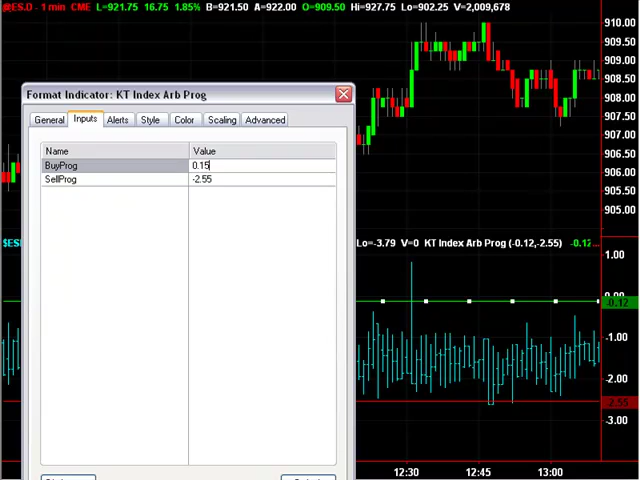 @ES.D - 1 min CME L=921.75 16.75 1.85% B=921.50 A=922.00 O=909.50 Hi=927.75 Lo=902.25 V=2,009,678
910.00
909.50
909.00
908.50
908.00
907.50
907.00
906.50
906.00
905.50
905.00
Format Indicator: KT Index Arb Prog
General Inputs Alerts Style Color Scaling Advanced
Name Value
BuyProg 0.15
SellProg -2.55
Lo=-3.79 V=0 KT Index Arb Prog (-0.12,-2.55) -0.12...
1.00
0.00
-0.12
-1.00
-2.00
-2.55
-3.00
12:30 12:45 13:00